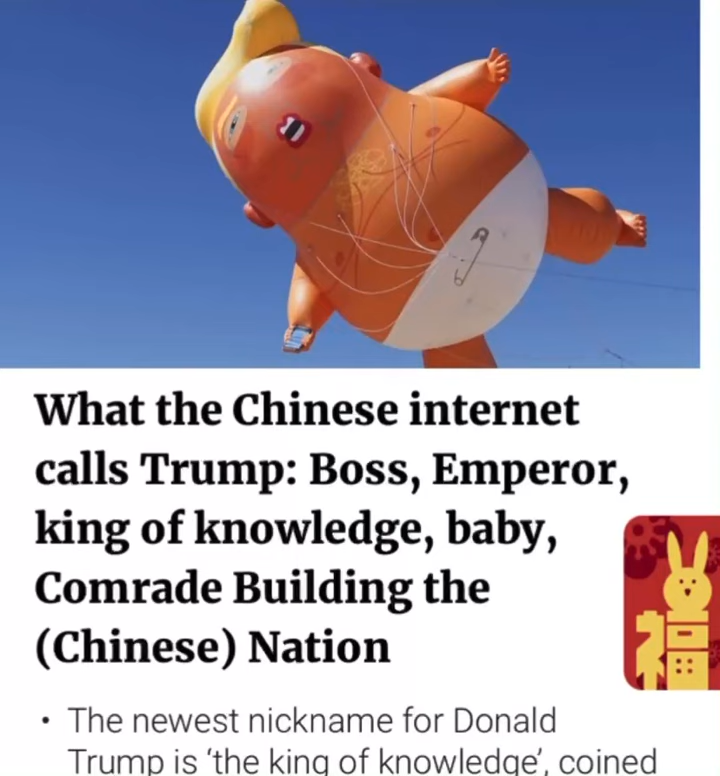 What the Chinese internet
calls Trump: Boss, Emperor,
king of knowledge, baby,
Comrade Building the
(Chinese) Nation
福
• The newest nickname for Donald
Trump is ‘the king of knowledge’, coined